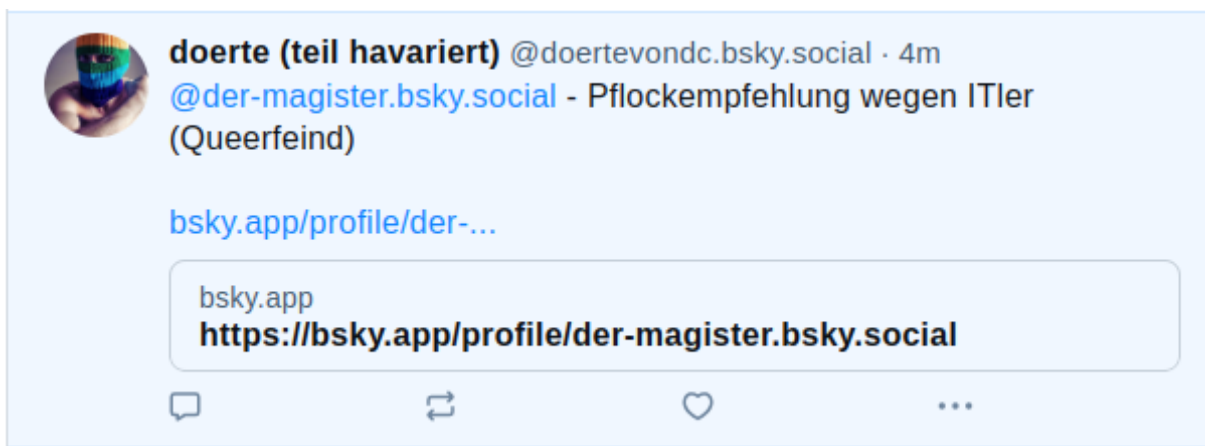 doerte (teil havariert) @doertevondc.bsky.social · 4m
@der-magister.bsky.social - Pflockempfehlung wegen ITler
(Queerfeind)
bsky.app/profile/der-...
bsky.app
https://bsky.app/profile/der-magister.bsky.social